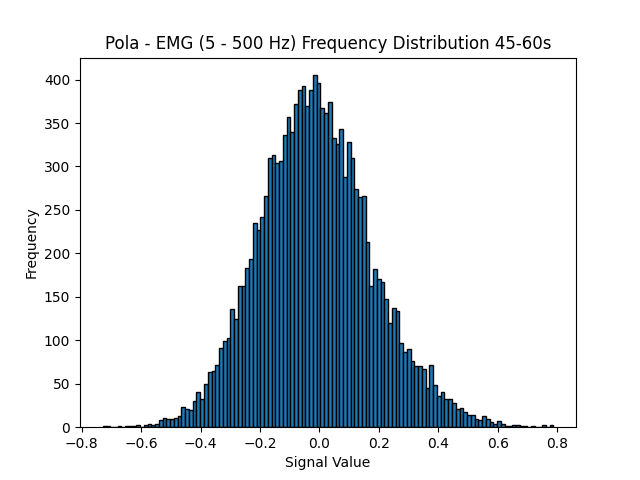 Pola - EMG (5 - 500 Hz) Frequency Distribution 45-60s
Frequency
400
350
300
250
200
150
100
50
0
−0.8 −0.6 −0.4 −0.2 0.0 0.2 0.4 0.6 0.8
Signal Value